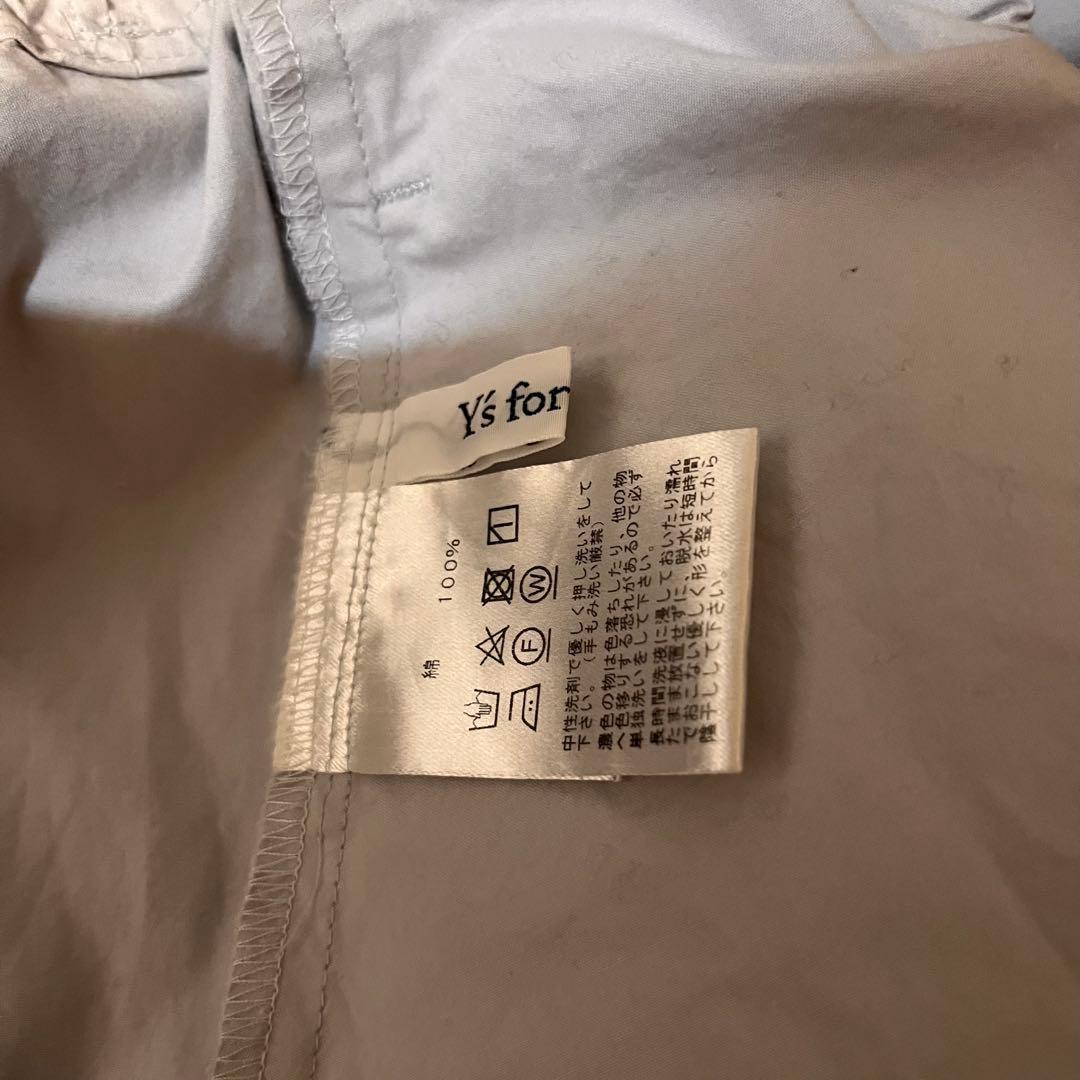 Y's for
綿 100%
F W
中性洗剤で優しく押し洗いをして
下さい。(羊もみ洗い厳禁)
濃色の物は色落ちしたり、他の物
へ色移りする恐れがあるので必ず
単独洗いをして下さい。
長時間洗液に浸しておいたり濡れ
たまま放置せずに、脱水は短時間
でおこない優しく形を整えてから
陰干しして下さい。